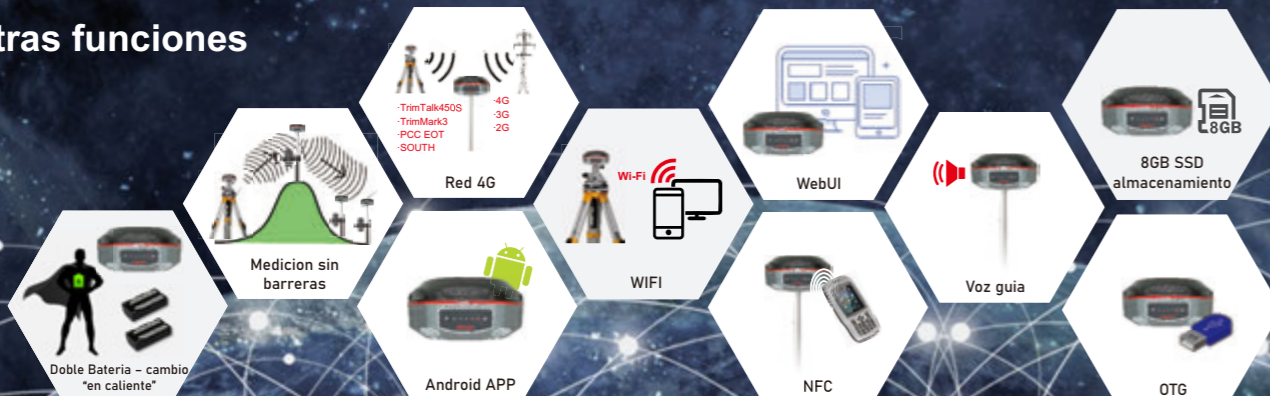 tras funciones
·TrimTalk450S
·TrimMark3
·PCC EOT
·SOUTH
·4G
·3G
·2G
Red 4G
WebUI
8GB
8GB SSD
almacenamiento
Medicion sin
barreras
Wi-Fi
WIFI
Voz guia
Doble Bateria – cambio
“en caliente”
Android APP
NFC
OTG